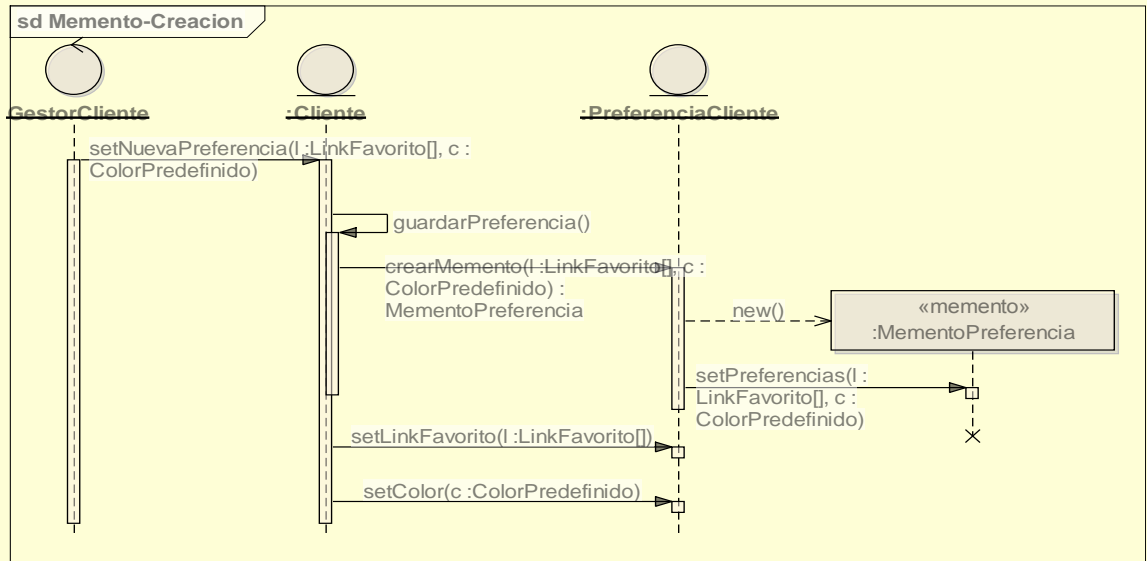 sd Memento-Creacion
GestorCliente
:Cliente
:PreferenciaCliente
setNuevaPreferencia(l :LinkFavorito[], c :
ColorPredefinido)
guardarPreferencia()
crearMemento(l :LinkFavorito[], c :
ColorPredefinido) :
MementoPreferencia
new()
«memento»
:MementoPreferencia
setPreferencias(l :
LinkFavorito[], c :
ColorPredefinido)
setLinkFavorito(l :LinkFavorito[])
setColor(c :ColorPredefinido)